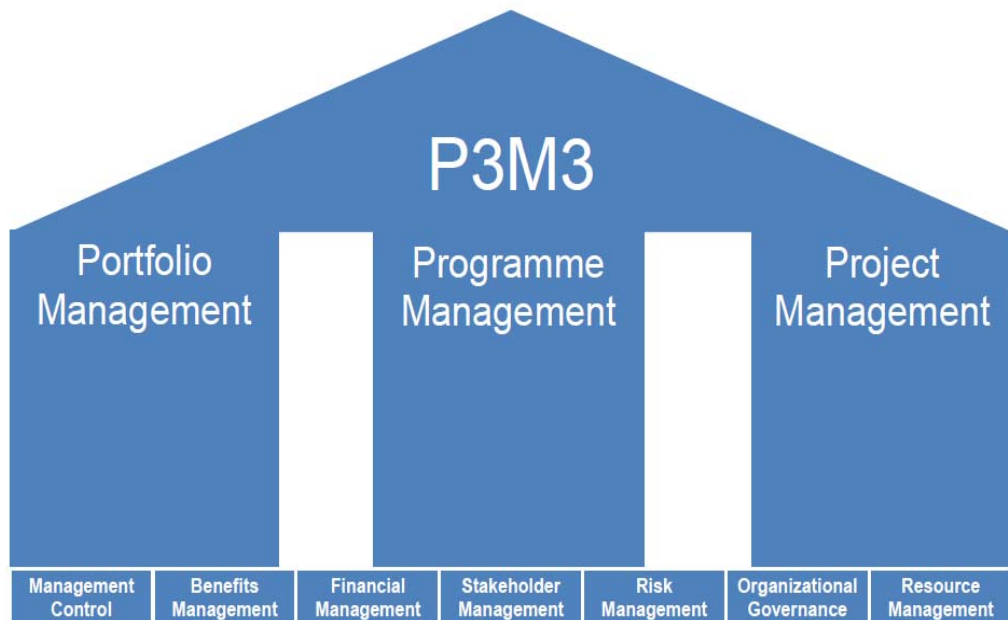 P3M3
Portfolio
Management
Programme
Management
Project
Management
Management
Control
Benefits
Management
Financial
Management
Stakeholder
Management
Risk
Management
Organizational
Governance
Resource
Management